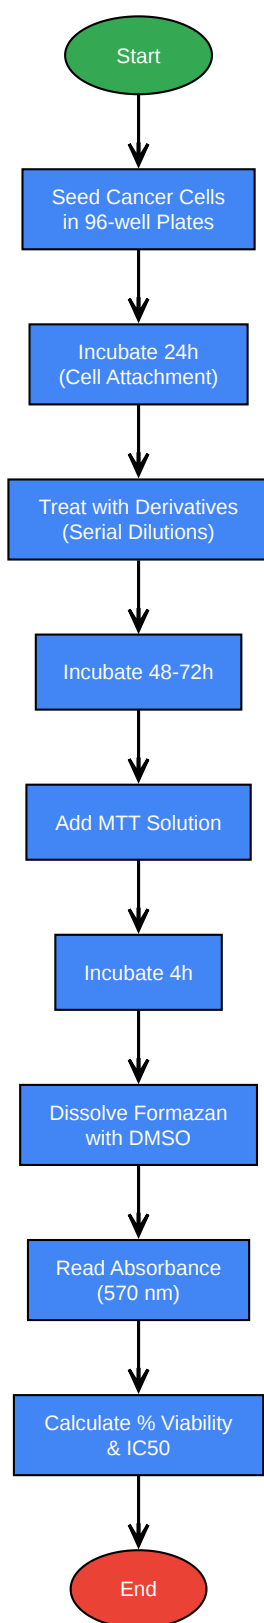 Start
Seed Cancer Cells
in 96-well Plates
Incubate 24h
(Cell Attachment)
Treat with Derivatives
(Serial Dilutions)
Incubate 48-72h
Add MTT Solution
Incubate 4h
Dissolve Formazan
with DMSO
Read Absorbance
(570 nm)
Calculate % Viability
& IC50
End